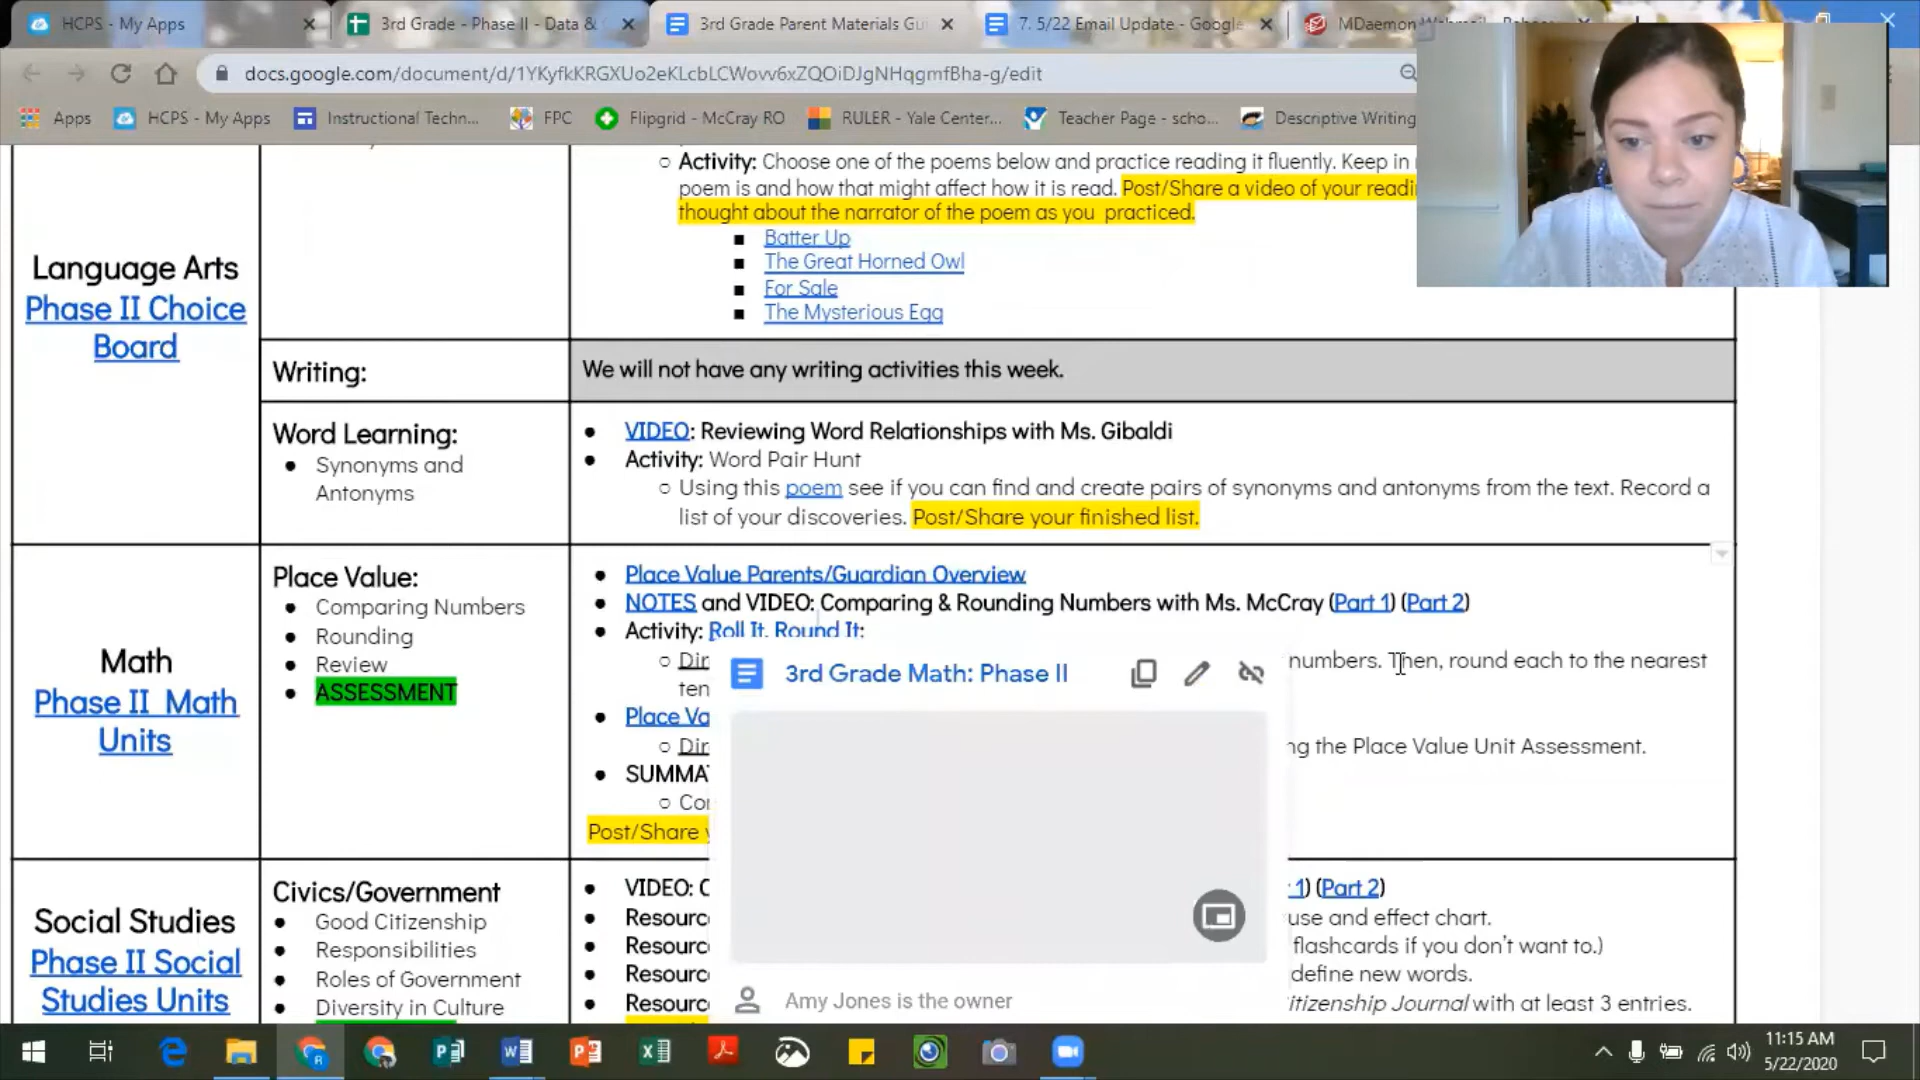 HCPS - My Apps
3rd Grade - Phase II - Data &
3rd Grade Parent Materials Gui
7. 5/22 Email Update - Google
MDaemon Webmail
docs.google.com/document/d/1YKyfkKRGXUo2eKLcbLCWovv6xZQOiDJgNHqgmfBha-g/edit
Apps
HCPS - My Apps
Instructional Techn...
FPC
Flipgrid - McCray RO
RULER - Yale Center...
Teacher Page - scho...
Descriptive Writing
Language Arts
Phase II Choice
Board
○ Activity: Choose one of the poems below and practice reading it fluently. Keep in
poem is and how that might affect how it is read. Post/Share a video of your readi
thought about the narrator of the poem as you practiced.
■ Batter Up
■ The Great Horned Owl
■ For Sale
■ The Mysterious Egg
Writing:
We will not have any writing activities this week.
Word Learning:
● Synonyms and
Antonyms
● VIDEO: Reviewing Word Relationships with Ms. Gibaldi
● Activity: Word Pair Hunt
○ Using this poem see if you can find and create pairs of synonyms and antonyms from the text. Record a
list of your discoveries. Post/Share your finished list.
Math
Phase II Math
Units
Place Value:
● Comparing Numbers
● Rounding
● Review
● ASSESSMENT
● Place Value Parents/Guardian Overview
● NOTES and VIDEO: Comparing & Rounding Numbers with Ms. McCray (Part 1) (Part 2)
● Activity: Roll It, Round It:
○ Dir numbers. Then, round each to the nearest
ten
● Place Va
○ Dir ng the Place Value Unit Assessment.
● SUMMA
○ Cor
Post/Share y
3rd Grade Math: Phase II
Amy Jones is the owner
Social Studies
Phase II Social
Studies Units
Civics/Government
● Good Citizenship
● Responsibilities
● Roles of Government
● Diversity in Culture
● VIDEO: C 1) (Part 2)
● Resourc use and effect chart.
● Resourc flashcards if you don't want to.)
● Resourc define new words.
● Resourc itizenship Journal with at least 3 entries.
11:15 AM
5/22/2020